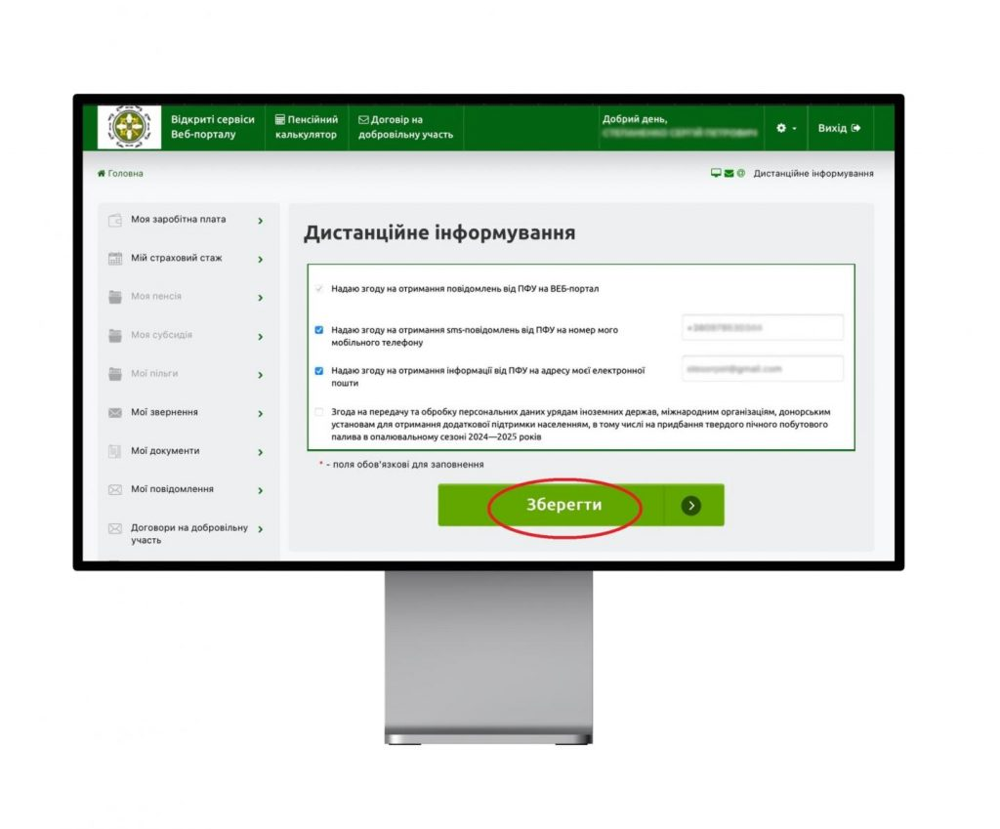 Відкриті сервіси
Веб-порталу
Пенсійний
калькулятор
Договір на
добровільну участь
Добрий день,
Вихід
Головна
Дистанційне інформування
Моя заробітна плата
Мій страховий стаж
Моя пенсія
Моя субсидія
Мої пільги
Мої звернення
Мої документи
Мої повідомлення
Договори на добровільну
участь
Дистанційне інформування
Надаю згоду на отримання повідомлень від ПФУ на ВЕБ-портал
Надаю згоду на отримання sms-повідомлень від ПФУ на номер мого
мобільного телефону
Надаю згоду на отримання інформації від ПФУ на адресу моєї електронної
пошти
Згода на передачу та обробку персональних даних урядам іноземних держав, міжнародним організаціям, донорським
установам для отримання додаткової підтримки населенням, в тому числі на придбання твердого пічного побутового
палива в опалювальному сезоні 2024—2025 років
* - поля обов'язкові для заповнення
Зберегти